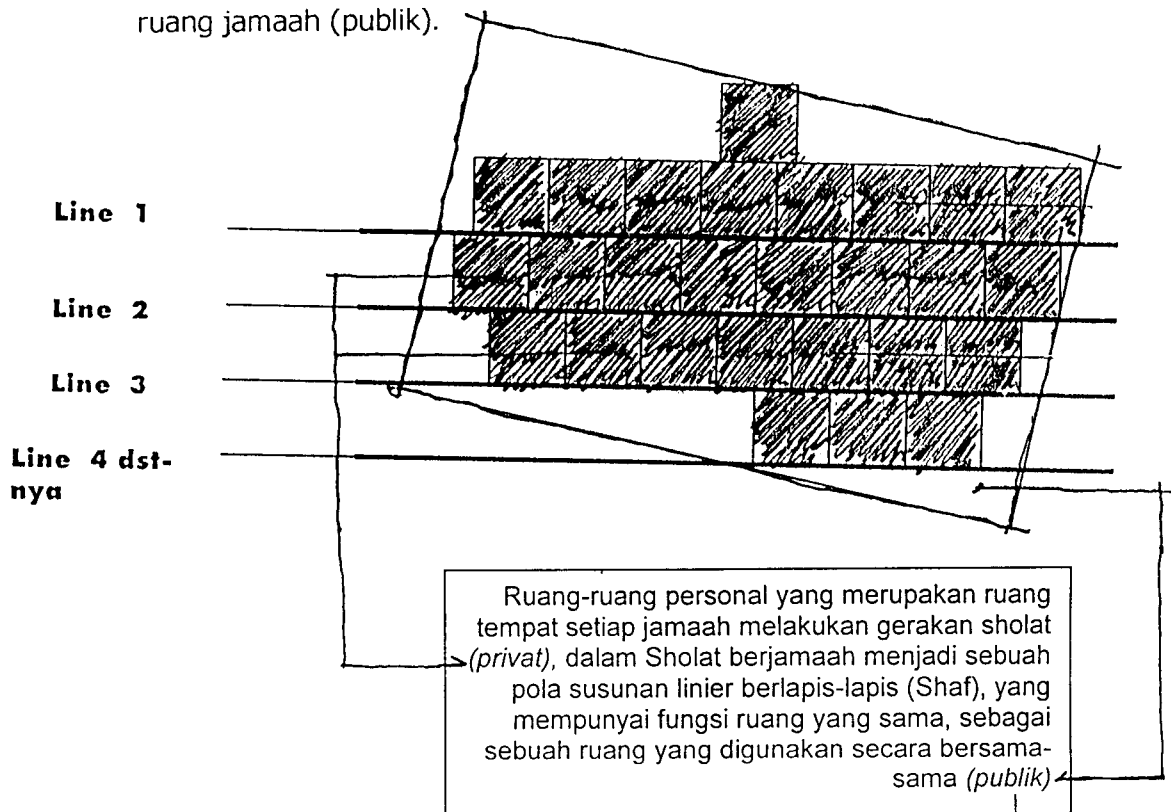 ruang jamaah (publik).
Line 1
Line 2
Line 3
Line 4 dst-
nya
Ruang-ruang personal yang merupakan ruang
tempat setiap jamaah melakukan gerakan sholat
(privat), dalam Sholat berjamaah menjadi sebuah
pola susunan linier berlapis-lapis (Shaf), yang
mempunyai fungsi ruang yang sama, sebagai
sebuah ruang yang digunakan secara bersama-
sama (publik)